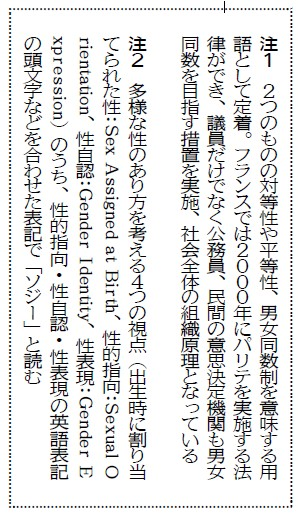 注1　2つのものの対等性や平等性、男女同数制を意味する用
語として定着。フランスでは2000年にパリテを実施する法
律ができ、議員だけでなく公務員、民間の意思決定機関も男女
同数を目指す措置を実施、社会全体の組織原理となっている
注2　多様な性のあり方を考える4つの視点（出生時に割り当
てられた性：Sex Assigned at Birth、性的指向：Sexual O
rientation、性自認：Gender Identity、性表現：Gender E
xpression）のうち、性的指向・性自認・性表現の英語表記
の頭文字などを合わせた表記で「ソジー」と読む